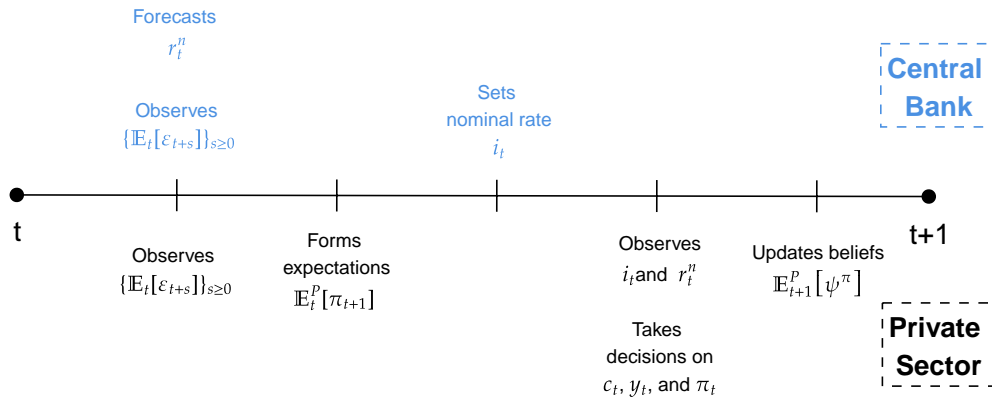 Forecasts
r_t^n
Observes
{𝔼_t[ε_{t+s}]}_{s≥0}
Sets
nominal rate
i_t
Central
Bank
t
t+1
Observes
{𝔼_t[ε_{t+s}]}_{s≥0}
Forms
expectations
𝔼_t^P[π_{t+1}]
Observes
i_t and r_t^n
Takes
decisions on
c_t, y_t, and π_t
Updates beliefs
𝔼_{t+1}^P[ψ^π]
Private
Sector